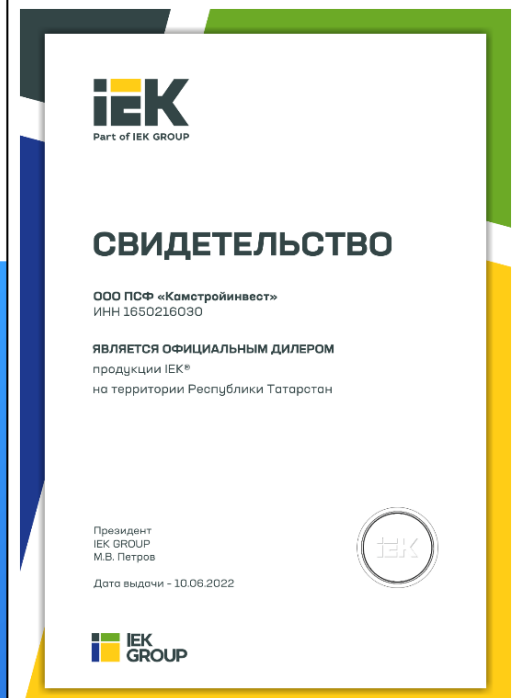 IEK
Part of IEK GROUP
СВИДЕТЕЛЬСТВО
ООО ПСФ «Камстройинвест»
ИНН 1650216030
ЯВЛЯЕТСЯ ОФИЦИАЛЬНЫМ ДИЛЕРОМ
продукции IEK®
на территории Республики Татарстан
Президент
IEK GROUP
М.В. Петров
IEK
Дата выдачи - 10.06.2022
IEK
GROUP